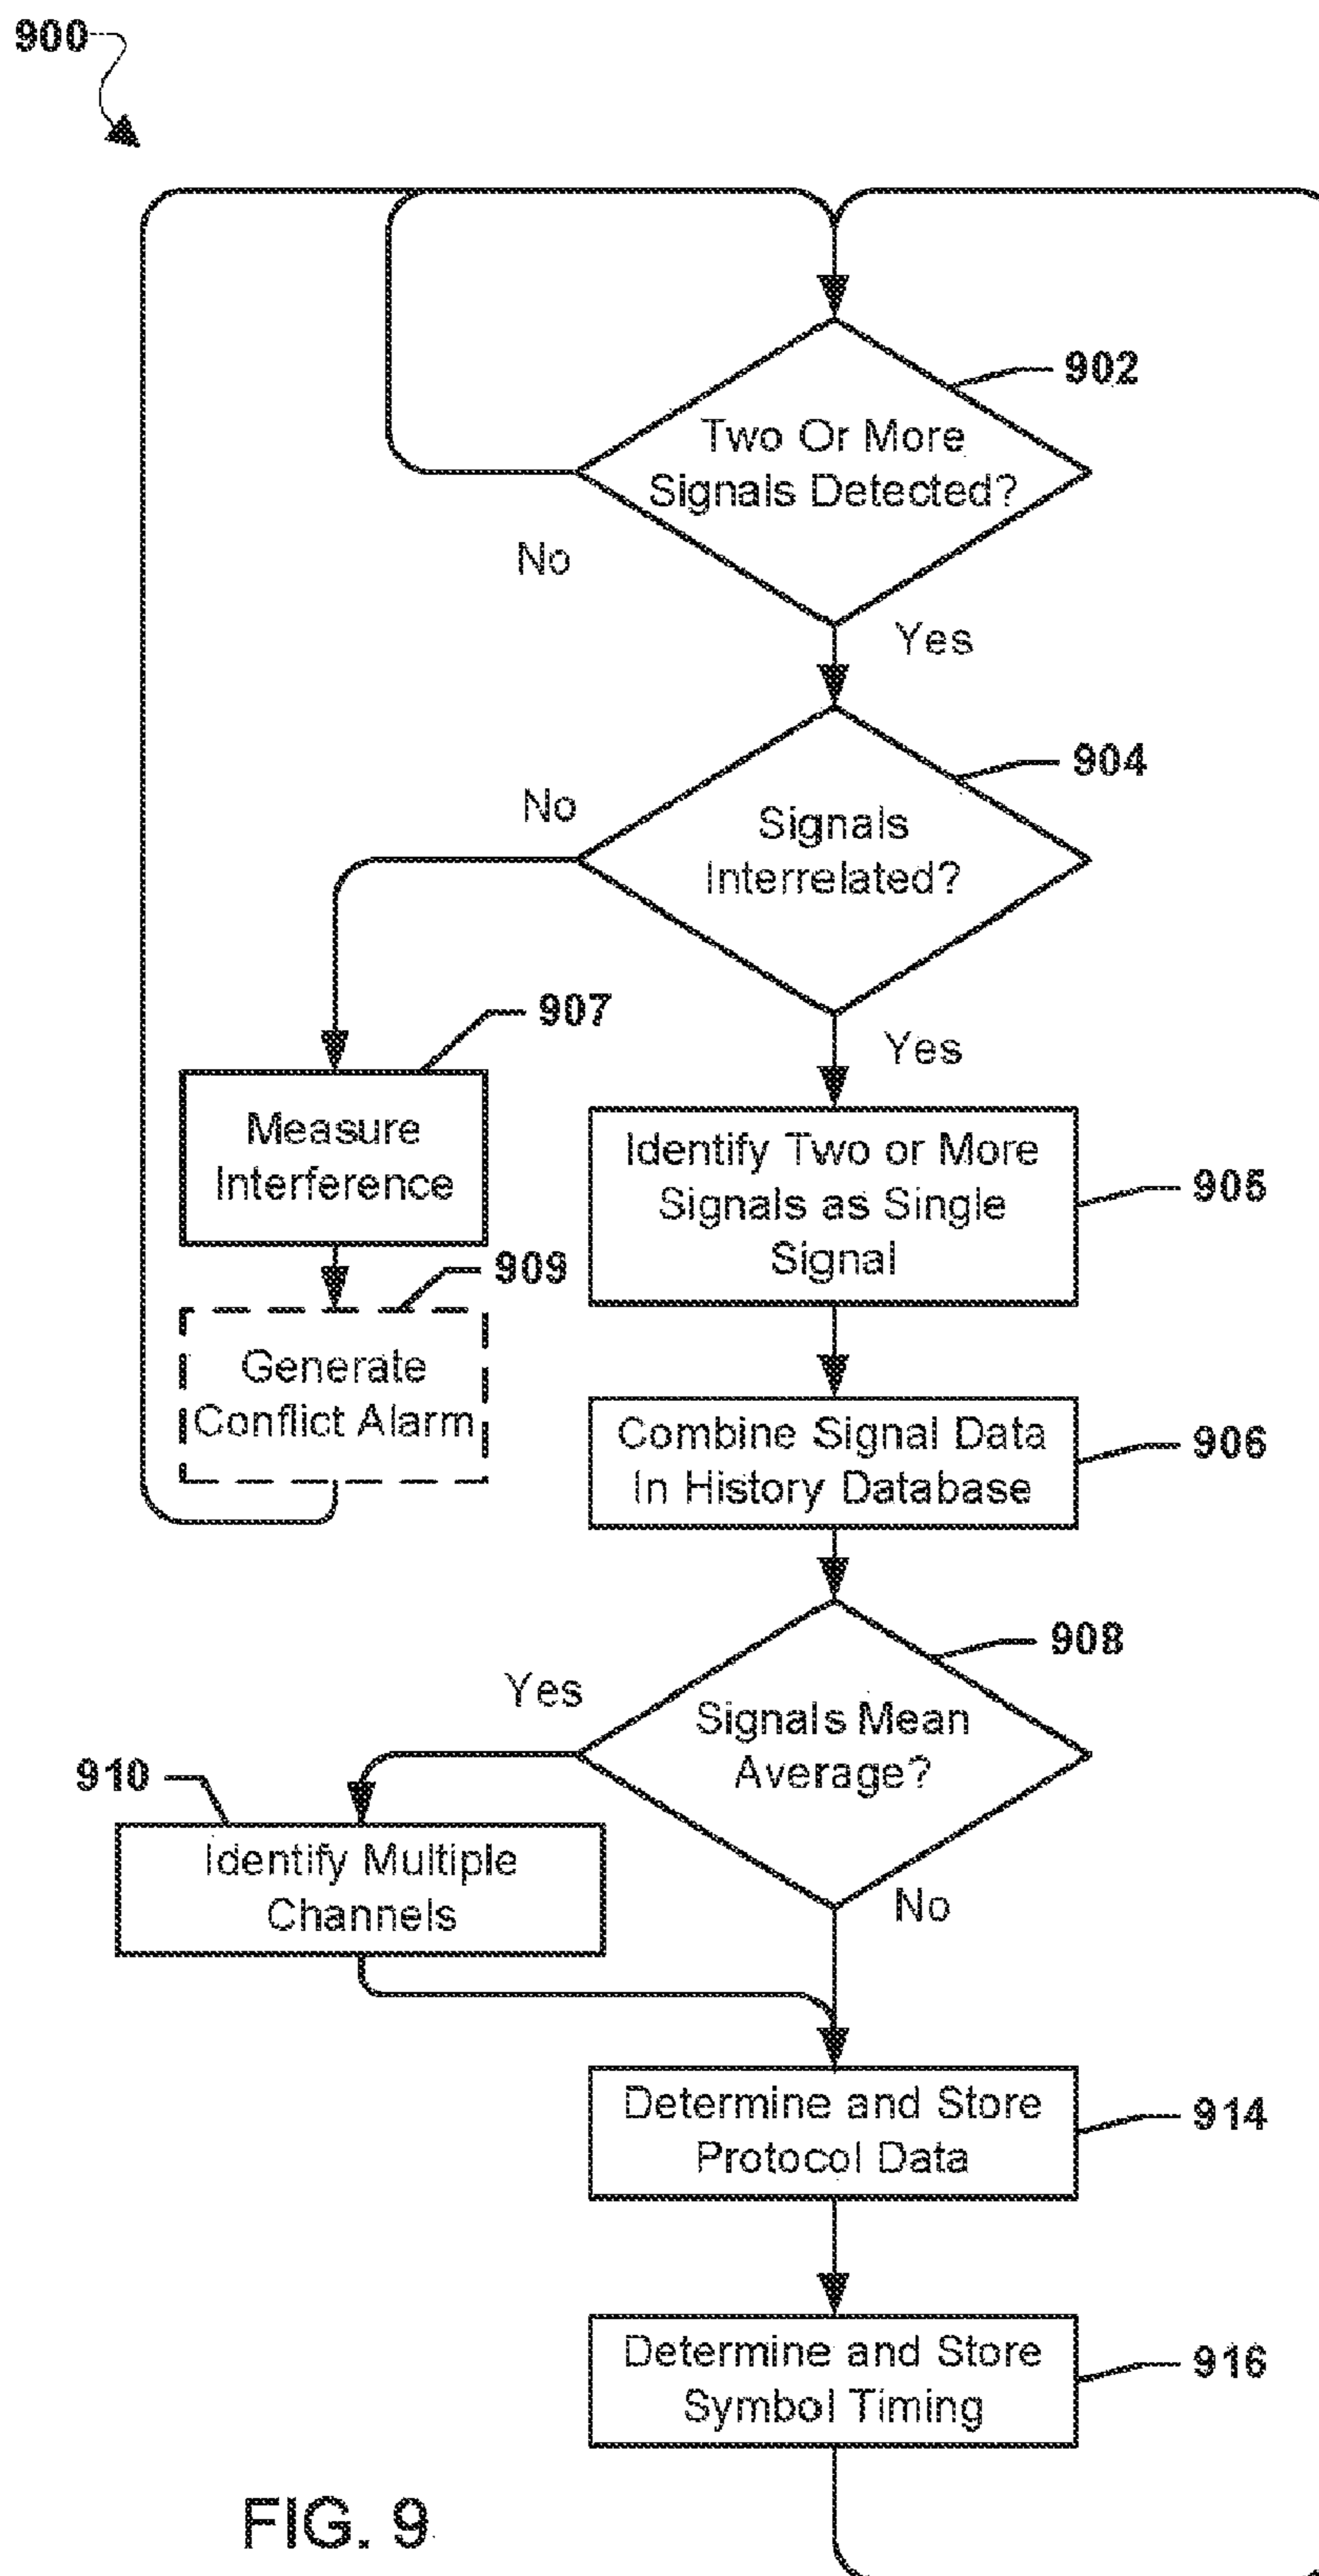 900
902
Two Or More
Signals Detected?
No
Yes
904
No
Signals
Interrelated?
907
Yes
Measure
Interference
Identify Two or More
Signals as Single
Signal
905
909
Generate
Conflict Alarm
Combine Signal Data
In History Database
906
908
Yes
Signals Mean
Average?
910
Identify Multiple
Channels
No
Determine and Store
Protocol Data
914
Determine and Store
Symbol Timing
916
FIG. 9